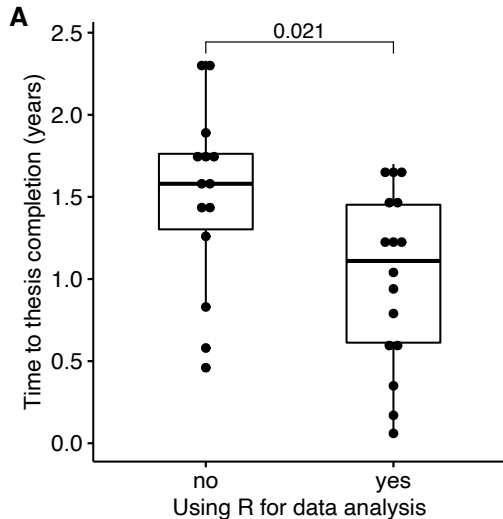 A
0.021
2.5
2.0
1.5
1.0
0.5
0.0
Time to thesis completion (years)
no yes
Using R for data analysis